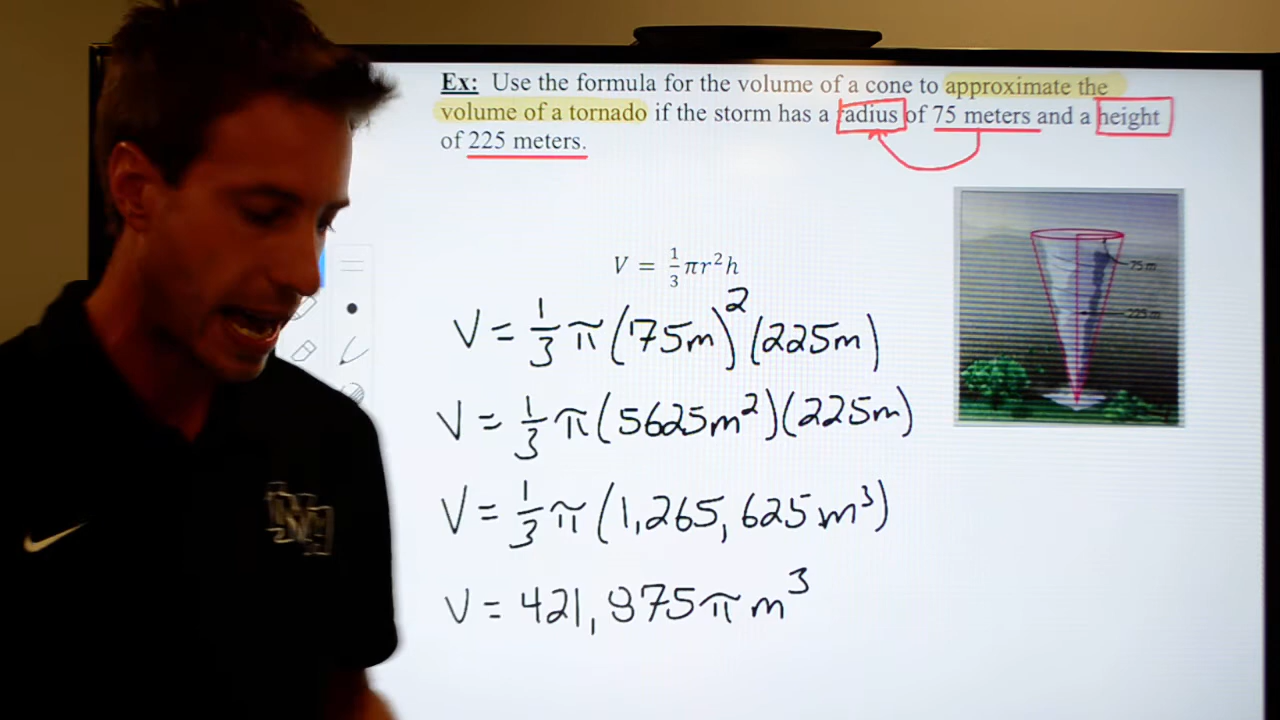 Ex: Use the formula for the volume of a cone to approximate the
volume of a tornado if the storm has a radius of 75 meters and a height
of 225 meters.
V = 1/3 πr²h
75 m
225 m
V = 1/3 π (75m)² (225m)
V = 1/3 π (5625m²)(225m)
V = 1/3 π (1,265,625 m³)
V = 421,875 π m³